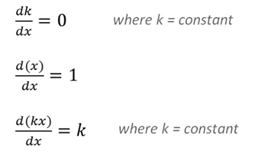 dk/dx = 0 where k = constant
d(x)/dx = 1
d(kx)/dx = k where k = constant